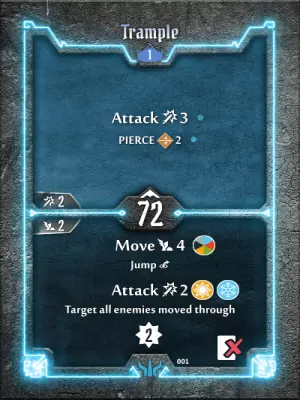 Trample
1
Attack 3
PIERCE 2
2
72
2
Move 4
Jump
Attack 2
Target all enemies moved through
2
001